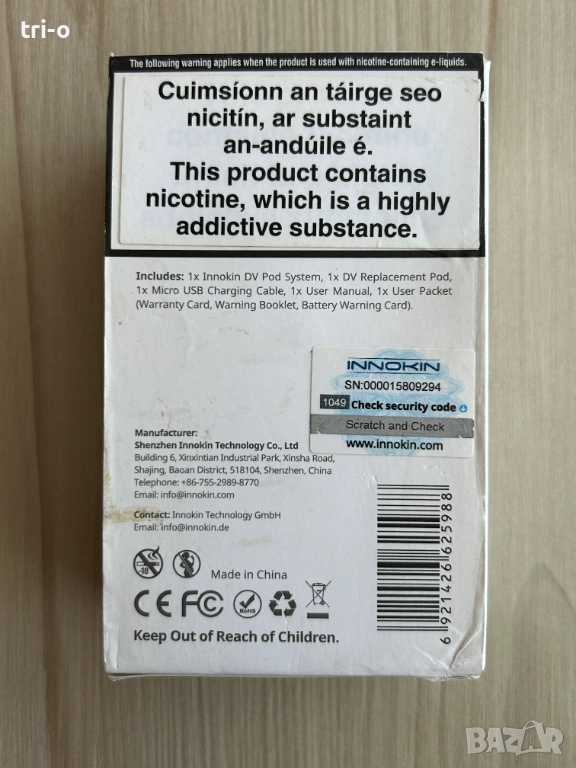 tri-o
The following warning applies when the product is used with nicotine-containing e-liquids.
Cuimsíonn an táirge seo
nicitín, ar substaint
an-andúile é.
This product contains
nicotine, which is a highly
addictive substance.
Includes: 1x Innokin DV Pod System, 1x DV Replacement Pod,
1x Micro USB Charging Cable, 1x User Manual, 1x User Packet
(Warranty Card, Warning Booklet, Battery Warning Card).
INNOKIN
SN:000015809294
1049 Check security code
Scratch and Check
www.innokin.com
Manufacturer:
Shenzhen Innokin Technology Co., Ltd
Building 6, Xinxintian Industrial Park, Xinsha Road,
Shajing, Baoan District, 518104, Shenzhen, China
Telephone: +86-755-2989-8770
Email: info@innokin.com
Contact: Innokin Technology GmbH
Email: info@innokin.de
-18
Made in China
CE FC RoHS
Keep Out of Reach of Children.
6 921426 625988
BAZAR